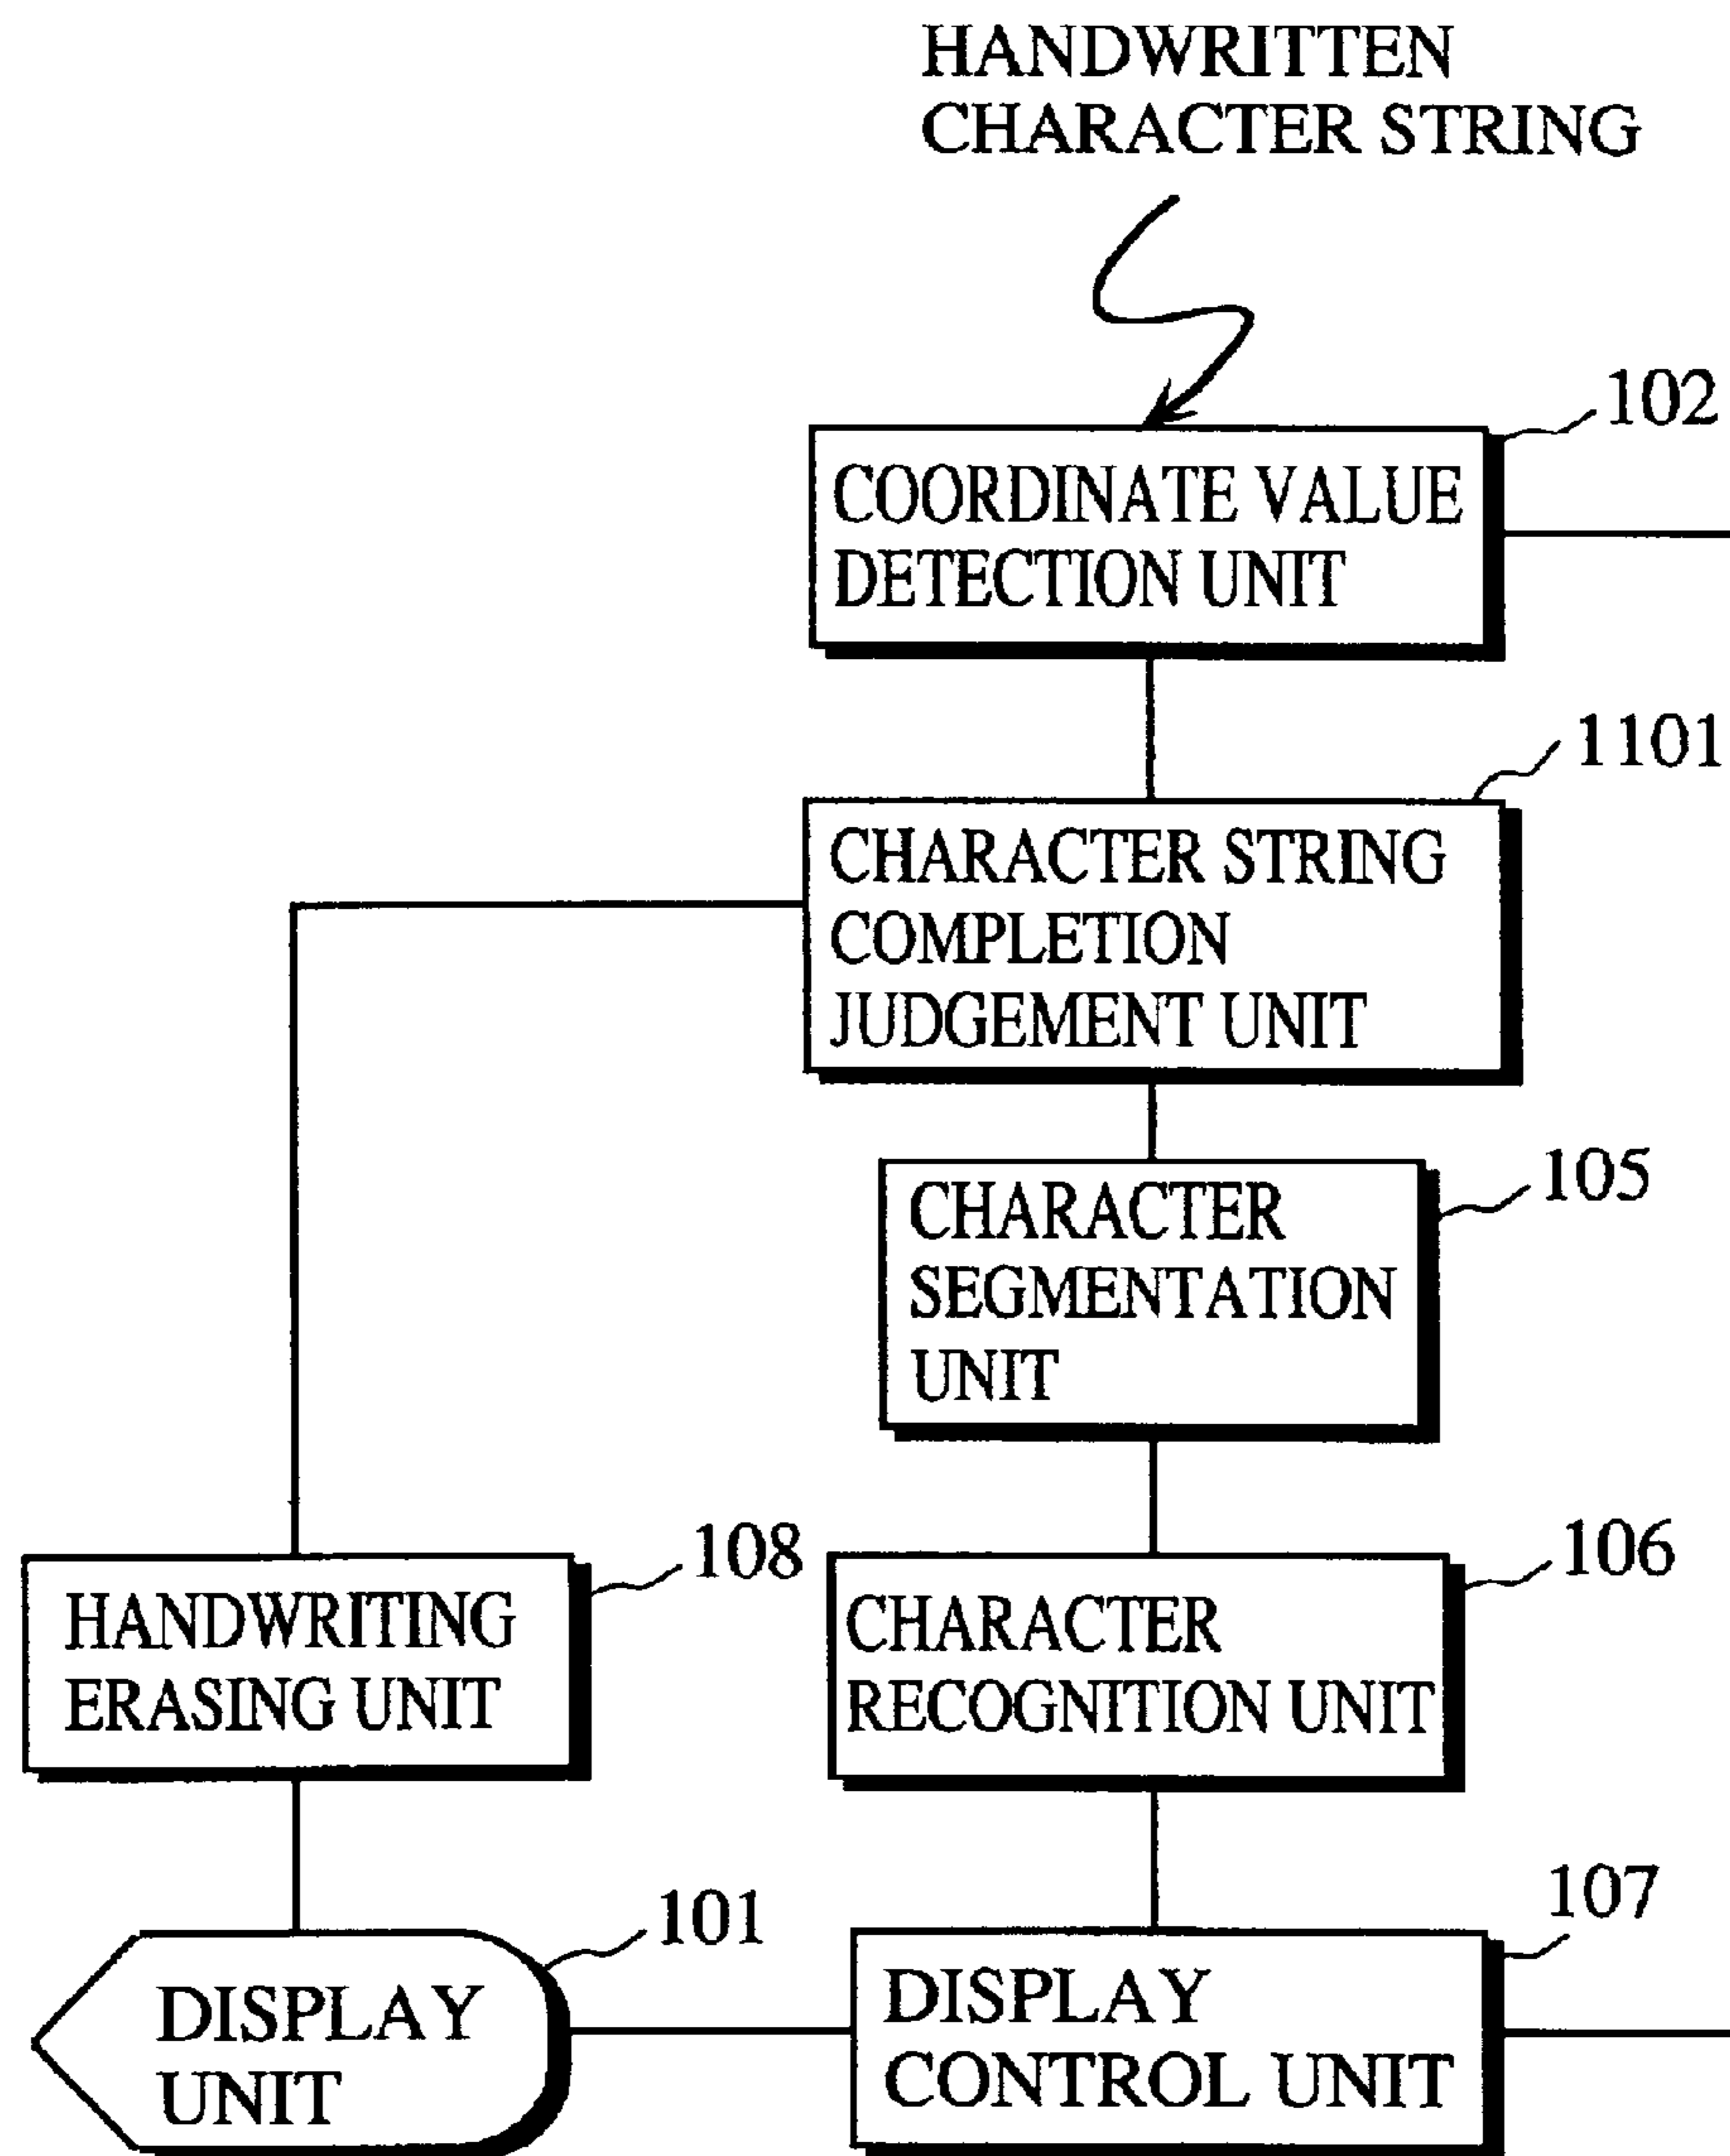 HANDWRITTEN
CHARACTER STRING
102
COORDINATE VALUE
DETECTION UNIT
1101
CHARACTER STRING
COMPLETION
JUDGEMENT UNIT
105
CHARACTER
SEGMENTATION
UNIT
108
HANDWRITING
ERASING UNIT
106
CHARACTER
RECOGNITION UNIT
101
DISPLAY
UNIT
107
DISPLAY
CONTROL UNIT